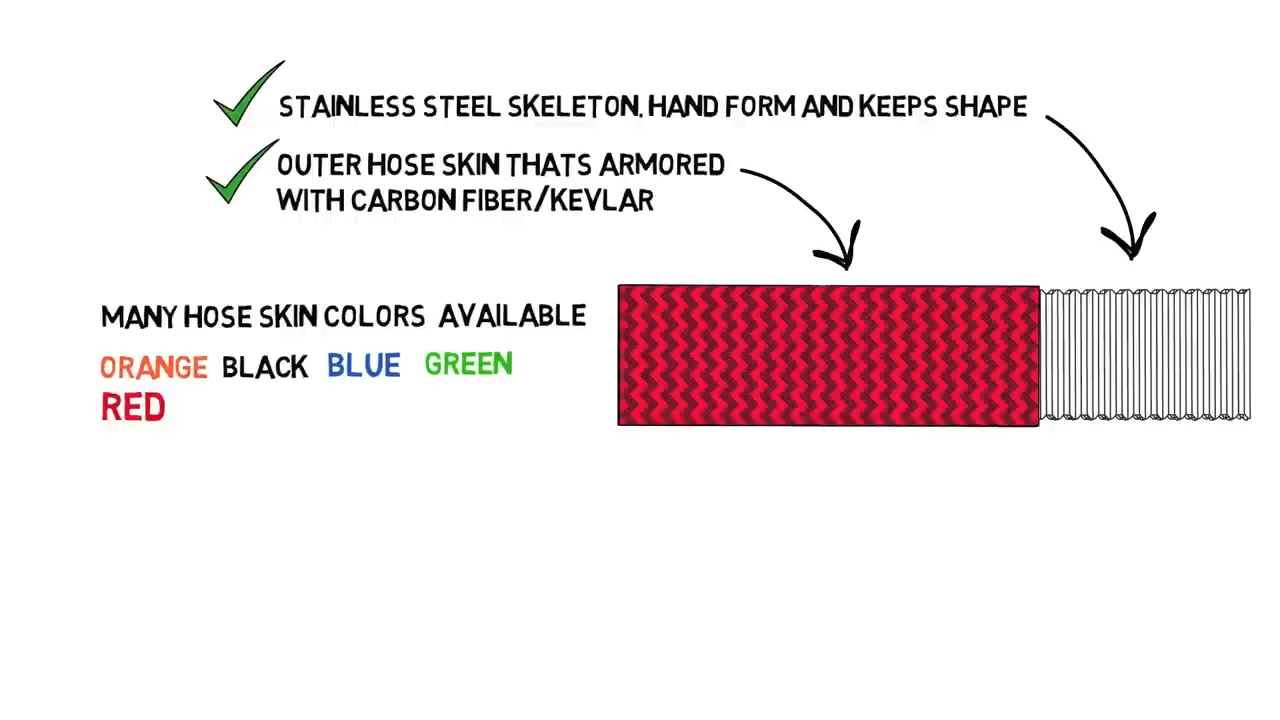 STAINLESS STEEL SKELETON. HAND FORM AND KEEPS SHAPE
OUTER HOSE SKIN THATS ARMORED
WITH CARBON FIBER/KEVLAR
MANY HOSE SKIN COLORS AVAILABLE
ORANGE BLACK BLUE GREEN
RED